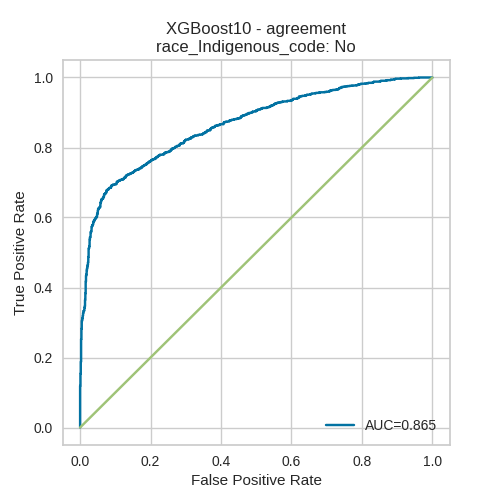 XGBoost10 - agreement
race_Indigenous_code: No
1.0
0.8
0.6
0.4
0.2
0.0
True Positive Rate
0.0 0.2 0.4 0.6 0.8 1.0
False Positive Rate
AUC=0.865